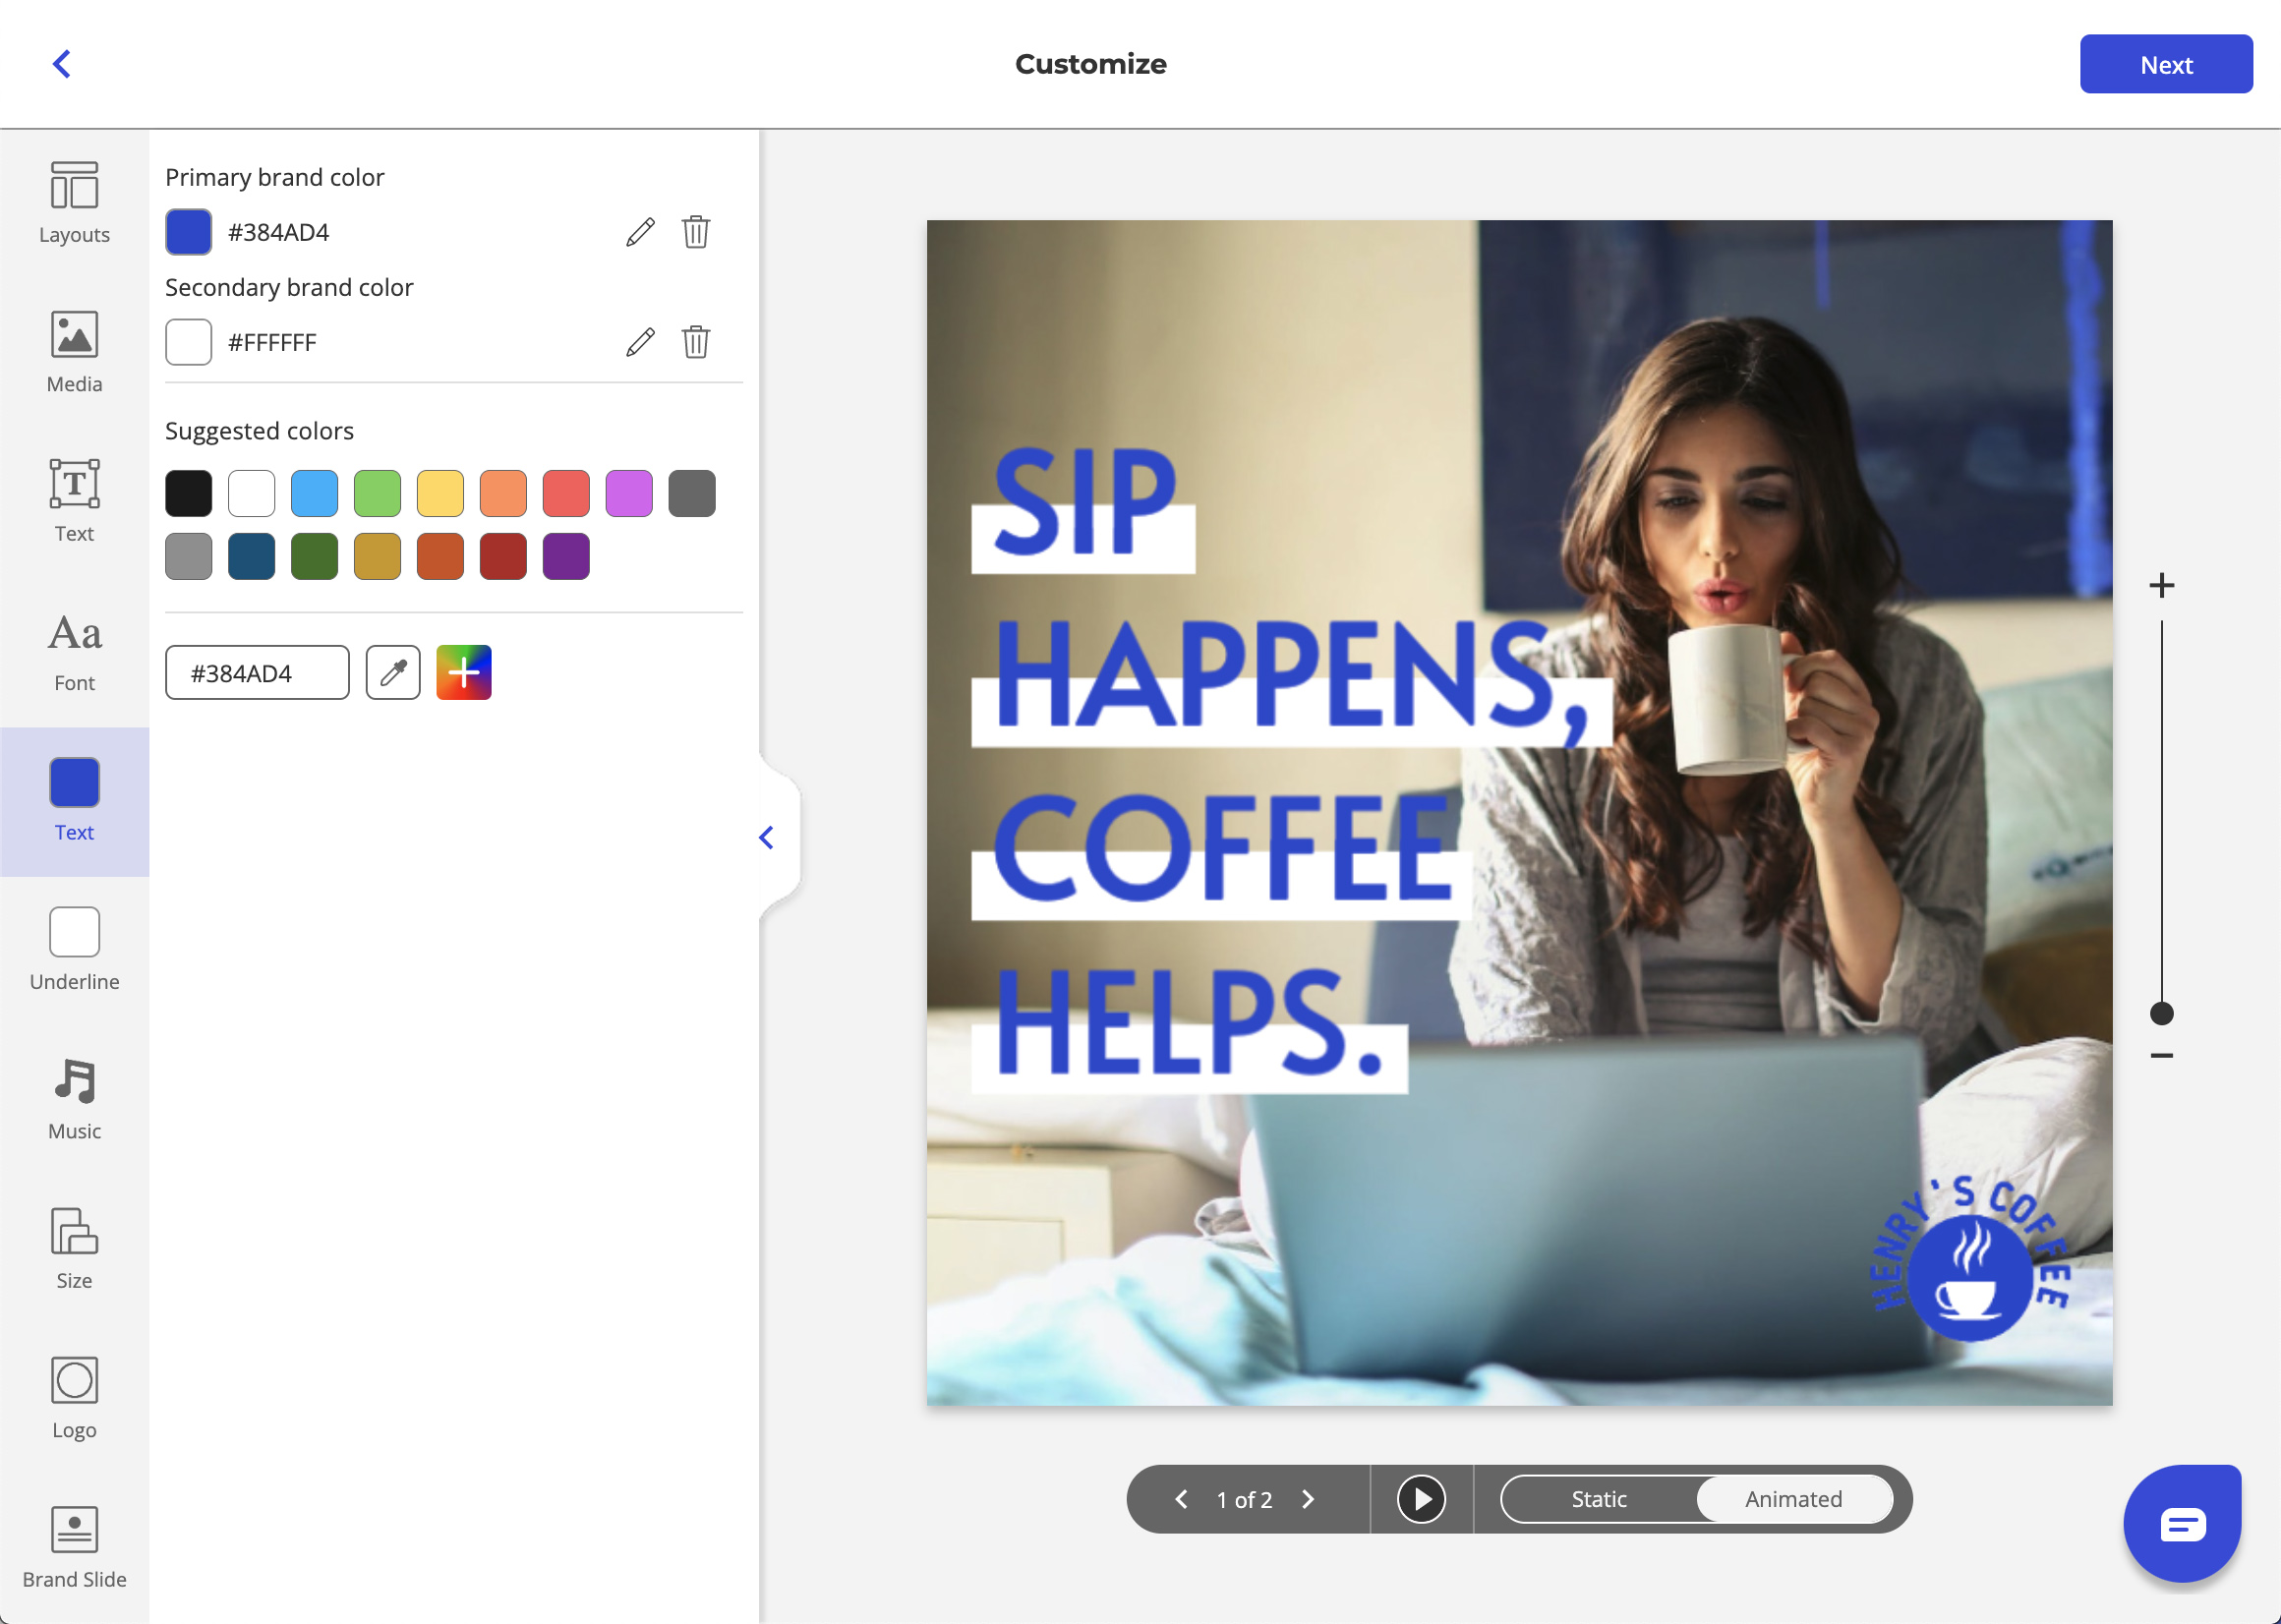 Customize
Next
Layouts
Media
Text
Font
Text
Underline
Music
Size
Logo
Brand Slide
Primary brand color
#384AD4
Secondary brand color
#FFFFFF
Suggested colors
#384AD4
SIP
HAPPENS,
COFFEE
HELPS.
HENRY'S COFFEE
1 of 2
Static
Animated